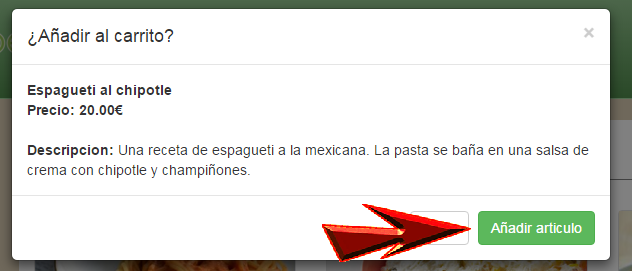 ¿Añadir al carrito?
×
Espagueti al chipotle
Precio: 20.00€
Descripcion: Una receta de espagueti a la mexicana. La pasta se baña en una salsa de
crema con chipotle y champiñones.
Añadir articulo